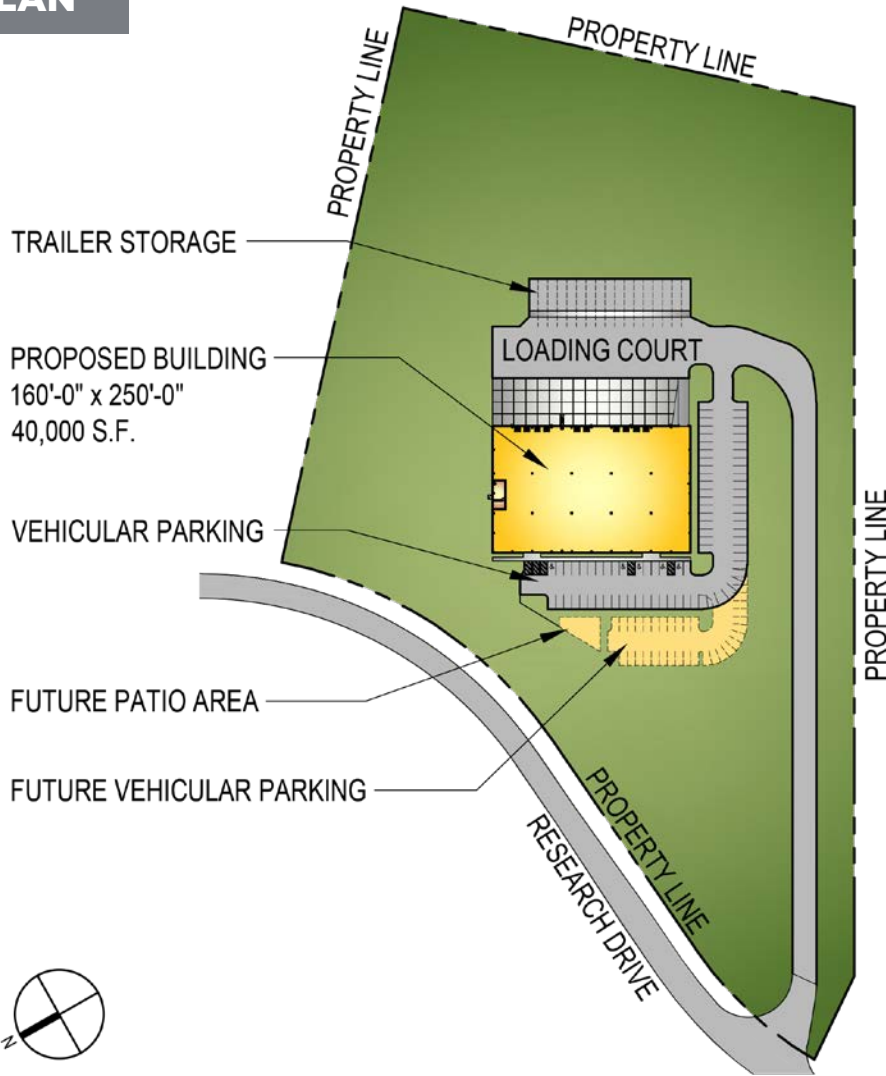 PROPERTY LINE
PROPERTY LINE
TRAILER STORAGE
LOADING COURT
PROPOSED BUILDING
160'-0" x 250'-0"
40,000 S.F.
VEHICULAR PARKING
PROPERTY LINE
FUTURE PATIO AREA
FUTURE VEHICULAR PARKING
PROPERTY LINE
RESEARCH DRIVE
N